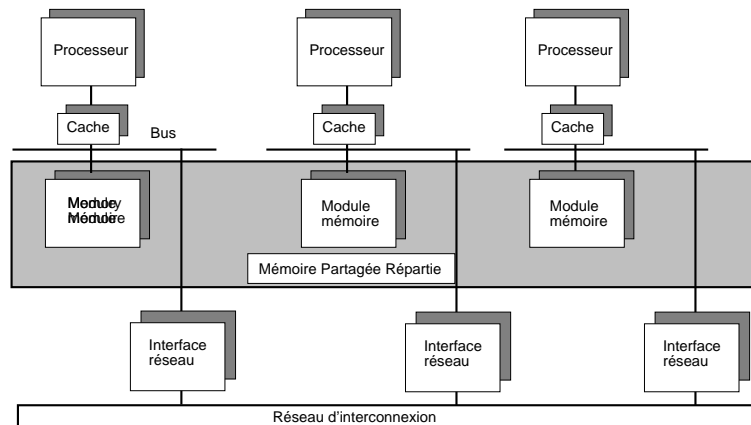 Processeur
Processeur
Processeur
Cache
Cache
Cache
Bus
Module
mémoire
Module
mémoire
Mémoire Partagée Répartie
Interface
réseau
Interface
réseau
Interface
réseau
Réseau d'interconnexion